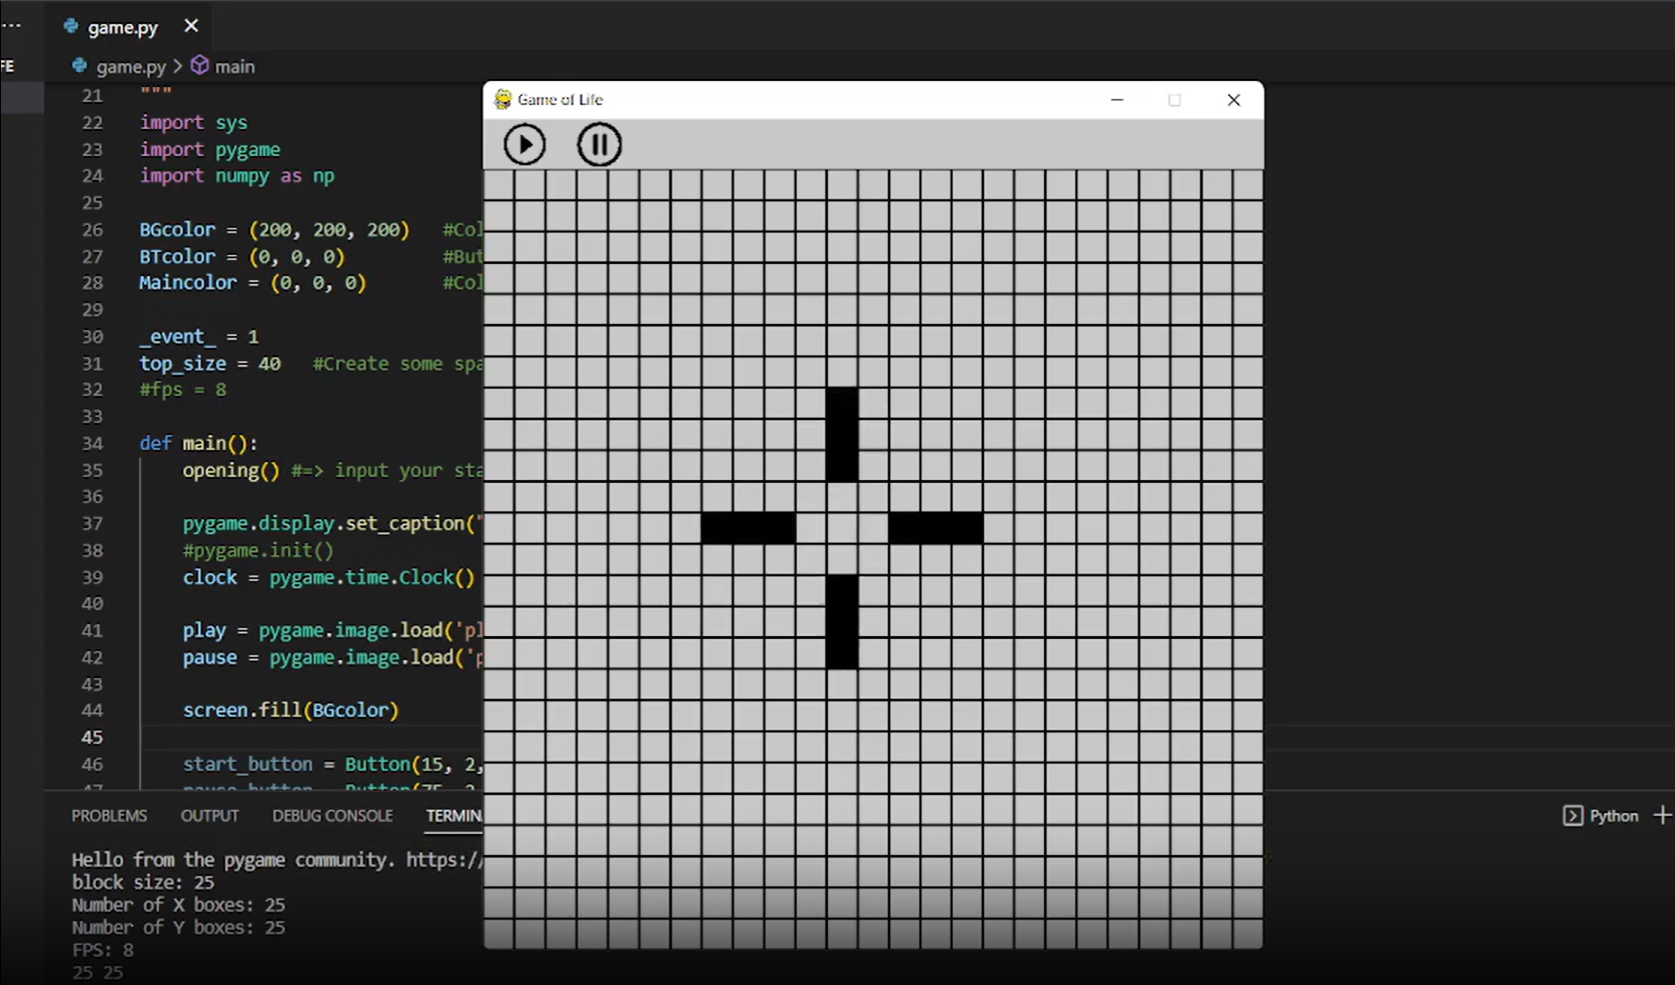 game.py
FE
game.py > main
21 """
22 import sys
23 import pygame
24 import numpy as np
25
26 BGcolor = (200, 200, 200) #Col
27 BTcolor = (0, 0, 0) #But
28 Maincolor = (0, 0, 0) #Col
29
30 _event_ = 1
31 top_size = 40 #Create some spa
32 #fps = 8
33
34 def main():
35 opening() #=> input your sta
36
37 pygame.display.set_caption("
38 #pygame.init()
39 clock = pygame.time.Clock()
40
41 play = pygame.image.load('pl
42 pause = pygame.image.load('p
43
44 screen.fill(BGcolor)
45
46 start_button = Button(15, 2,
47 pause_button = Button(75, 2
Game of Life
PROBLEMS OUTPUT DEBUG CONSOLE TERMIN
Python
Hello from the pygame community. https://
block size: 25
Number of X boxes: 25
Number of Y boxes: 25
FPS: 8
25 25